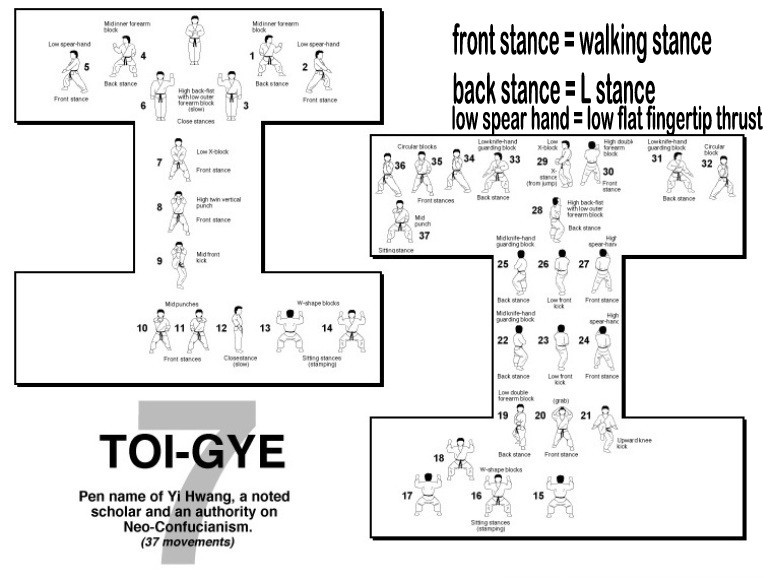 Mid inner forearm
block
Low spear-hand
5
4
Back stance
Front stance
Mid inner forearm
block
Low spear-hand
1
2
Back stance
Front stance
6
High back-fist
with low outer
forearm block
(slow)
3
Close stances
7
Low X-block
Front stance
8
High twin vertical
punch
Front stance
9
Mid front
kick
Mid punches
W-shape blocks
10
11
12
13
14
Front stances
Close stance
(slow)
Sitting stances
(stamping)
7
TOI-GYE
Pen name of Yi Hwang, a noted
scholar and an authority on
Neo-Confucianism.
(37 movements)
front stance = walking stance
back stance = L stance
low spear hand = low flat fingertip thrust
Circular blocks
36
35
34
Front stances
Low knife-hand
guarding block
33
Back stance
Low
X-block
29
X-
stance
(from jump)
High double
forearm
block
30
Front
stance
Low knife-hand
guarding block
31
Back stance
Circular
block
32
Mid
punch
37
Sitting stance
28
High back-fist
with low outer
forearm block
Back stance
Mid knife-hand
guarding block
High
spear-hand
25
26
27
Back stance
Low front
kick
Front stance
Mid knife-hand
guarding block
High
spear-hand
22
23
24
Back stance
Low front
kick
Front stance
Low double
forearm block
(grab)
19
20
21
Back stance
Front stance
Upward knee
kick
18
W-shape blocks
17
16
15
Sitting stances
(stamping)